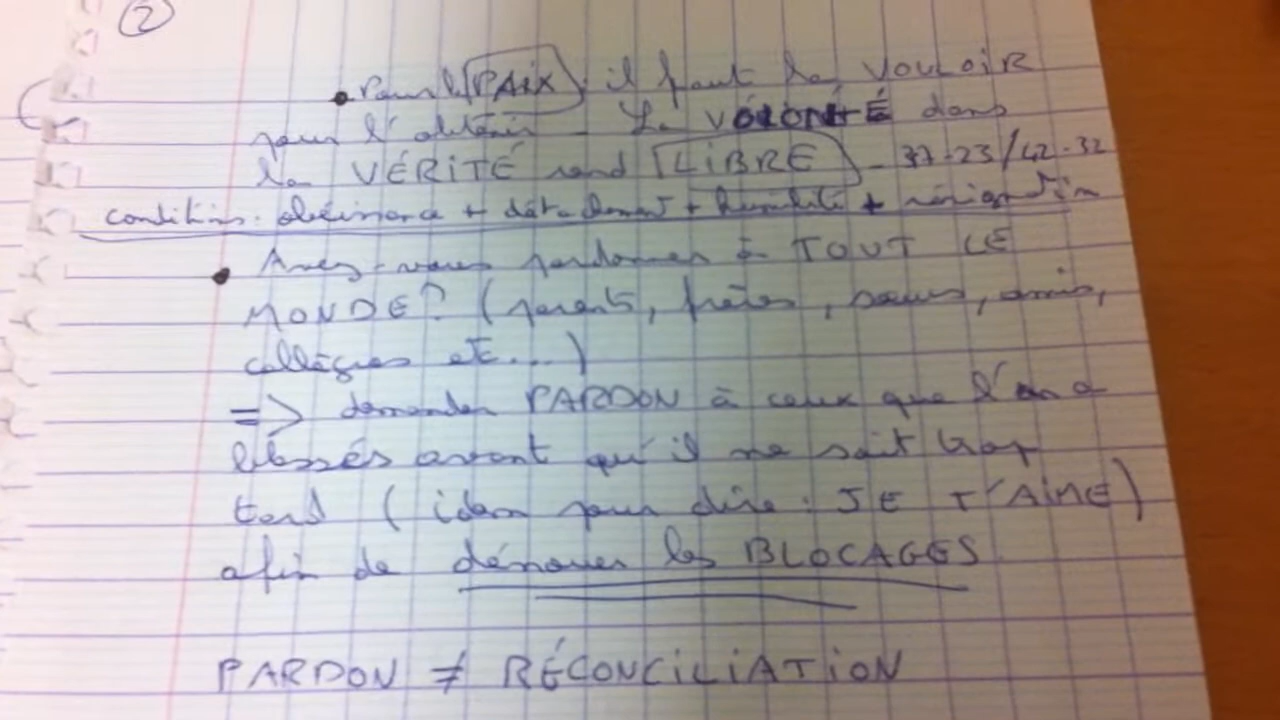 ②
• Pour la PAIX, il faut la VOULOIR
pour l'obtenir - La VOLONTÉ dans
la VÉRITÉ rend LIBRE - 37-23/42-32
conditions: obéissance + détachement + humilité + résignation
• Avez-vous pardonner à TOUT LE
MONDE? (parents, frères, sœurs, amis,
collègues etc...)
=> demander PARDON à ceux que l'on a
blessés avant qu'il ne soit trop
tard (idem pour dire: JE T'AIME)
afin de dénouer les BLOCAGES
PARDON ≠ RÉCONCILIATION